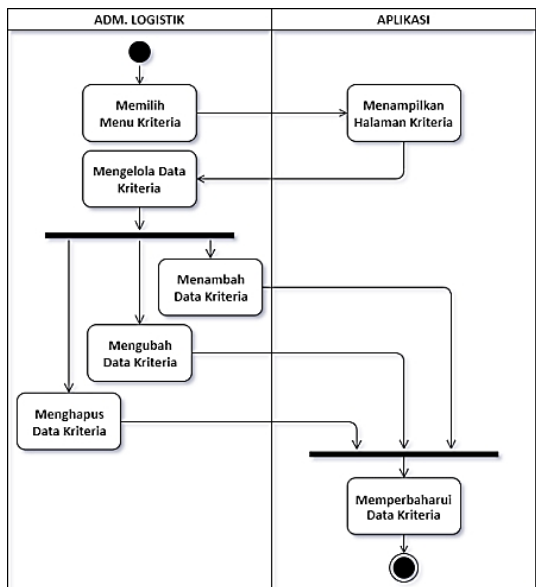 ADM. LOGISTIK
APLIKASI
Memilih
Menu Kriteria
Menampilkan
Halaman Kriteria
Mengelola Data
Kriteria
Menambah
Data Kriteria
Mengubah
Data Kriteria
Menghapus
Data Kriteria
Memperbaharui
Data Kriteria